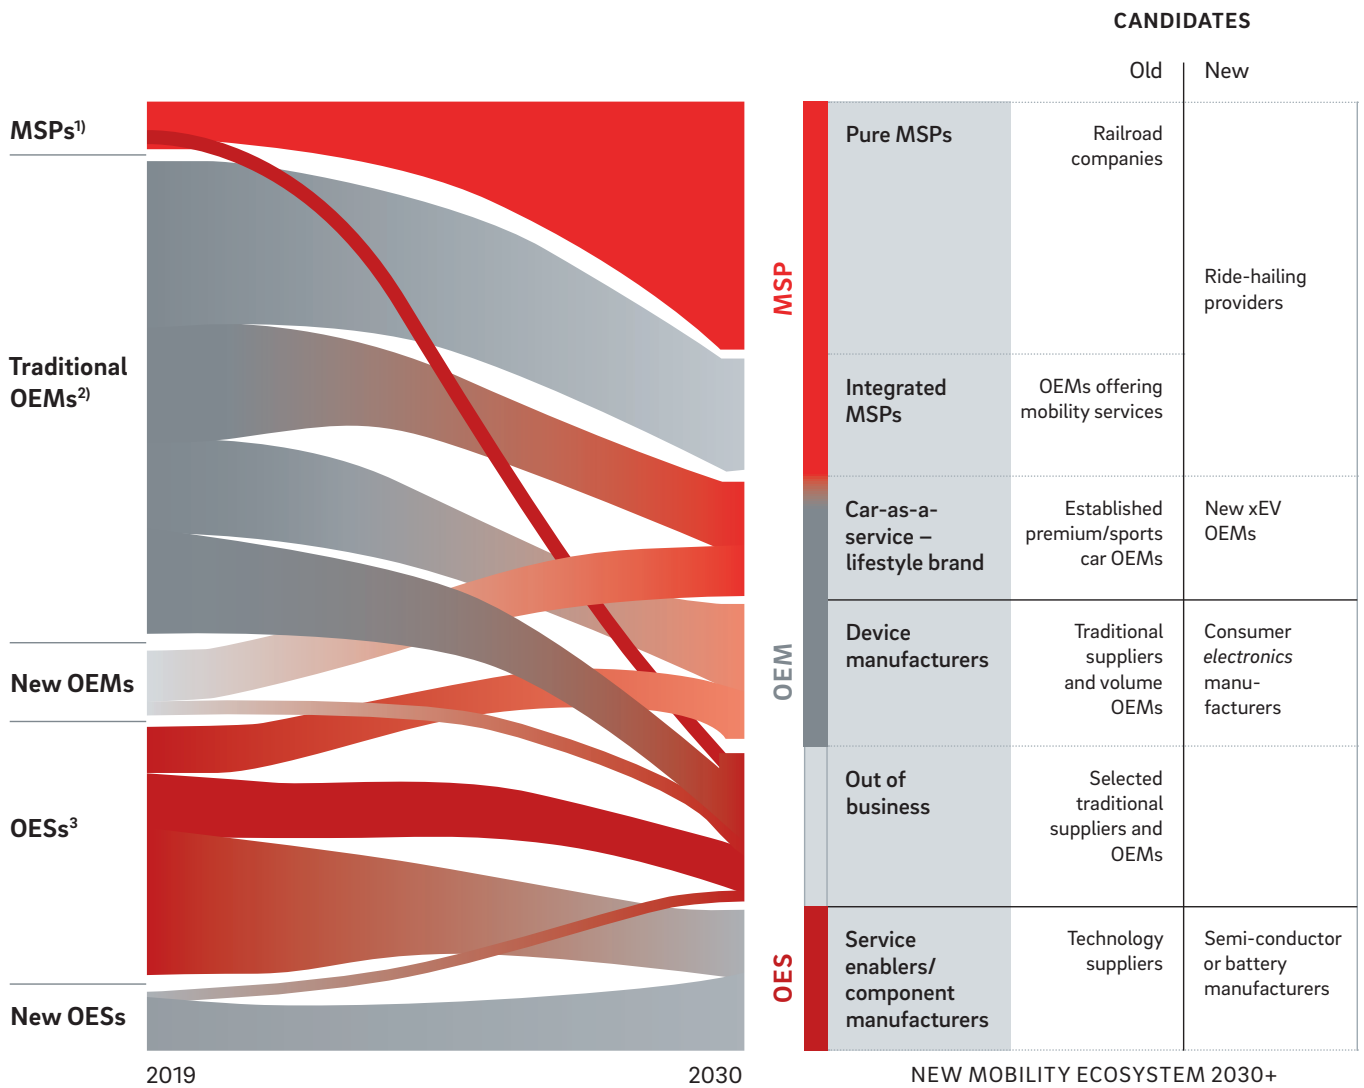 CANDIDATES
Old
New
MSPs¹⁾
Traditional
OEMs²⁾
New OEMs
OESs³
New OESs
2019
2030
MSP
OEM
OES
Pure MSPs
Railroad
companies
Ride-hailing
providers
Integrated
MSPs
OEMs offering
mobility services
Car-as-a-
service –
lifestyle brand
Established
premium/sports
car OEMs
New xEV
OEMs
Device
manufacturers
Traditional
suppliers
and volume
OEMs
Consumer
electronics
manu-
facturers
Out of
business
Selected
traditional
suppliers and
OEMs
Service
enablers/
component
manufacturers
Technology
suppliers
Semi-conductor
or battery
manufacturers
NEW MOBILITY ECOSYSTEM 2030+